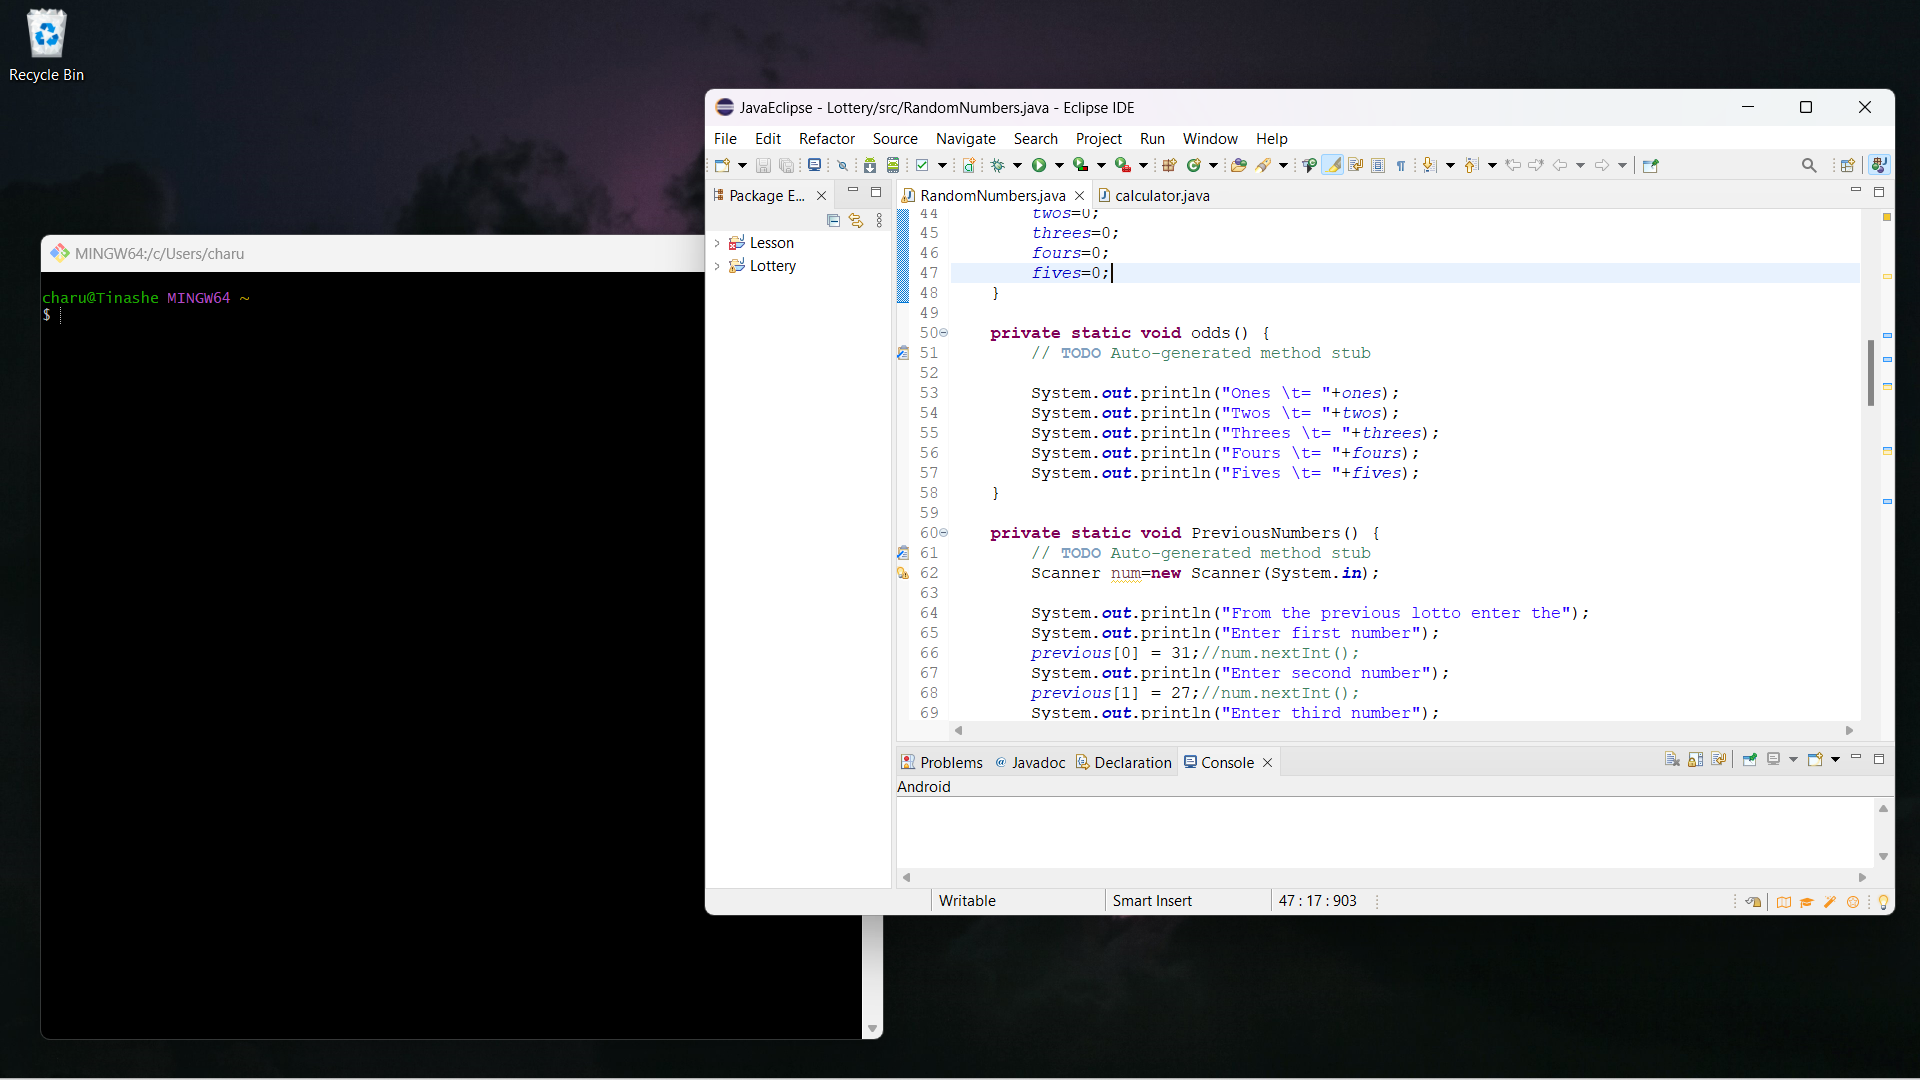 Recycle Bin
MINGW64:/c/Users/charu
charu@Tinashe MINGW64 ~
$
JavaEclipse - Lottery/src/RandomNumbers.java - Eclipse IDE
File Edit Refactor Source Navigate Search Project Run Window Help
Package E...
Lesson
Lottery
RandomNumbers.java calculator.java
44 twos=0;
45 threes=0;
46 fours=0;
47 fives=0;
48 }
49
50 private static void odds() {
51 // TODO Auto-generated method stub
52
53 System.out.println("Ones \t= "+ones);
54 System.out.println("Twos \t= "+twos);
55 System.out.println("Threes \t= "+threes);
56 System.out.println("Fours \t= "+fours);
57 System.out.println("Fives \t= "+fives);
58 }
59
60 private static void PreviousNumbers() {
61 // TODO Auto-generated method stub
62 Scanner num=new Scanner(System.in);
63
64 System.out.println("From the previous lotto enter the");
65 System.out.println("Enter first number");
66 previous[0] = 31;//num.nextInt();
67 System.out.println("Enter second number");
68 previous[1] = 27;//num.nextInt();
69 System.out.println("Enter third number");
Problems @ Javadoc Declaration Console
Android
Writable Smart Insert 47 : 17 : 903